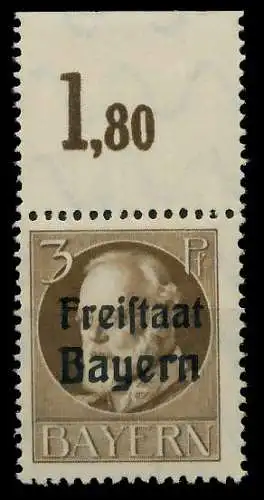 1,80
3 Pf
Freiſtaat
Bayern
BAYERN